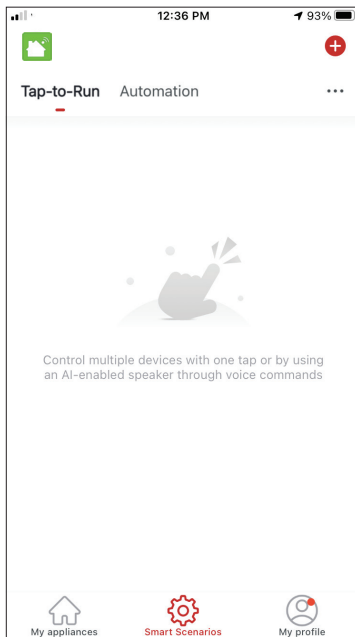 12:36 PM 93%
Tap-to-Run Automation
Control multiple devices with one tap or by using
an AI-enabled speaker through voice commands
My appliances Smart Scenarios My profile